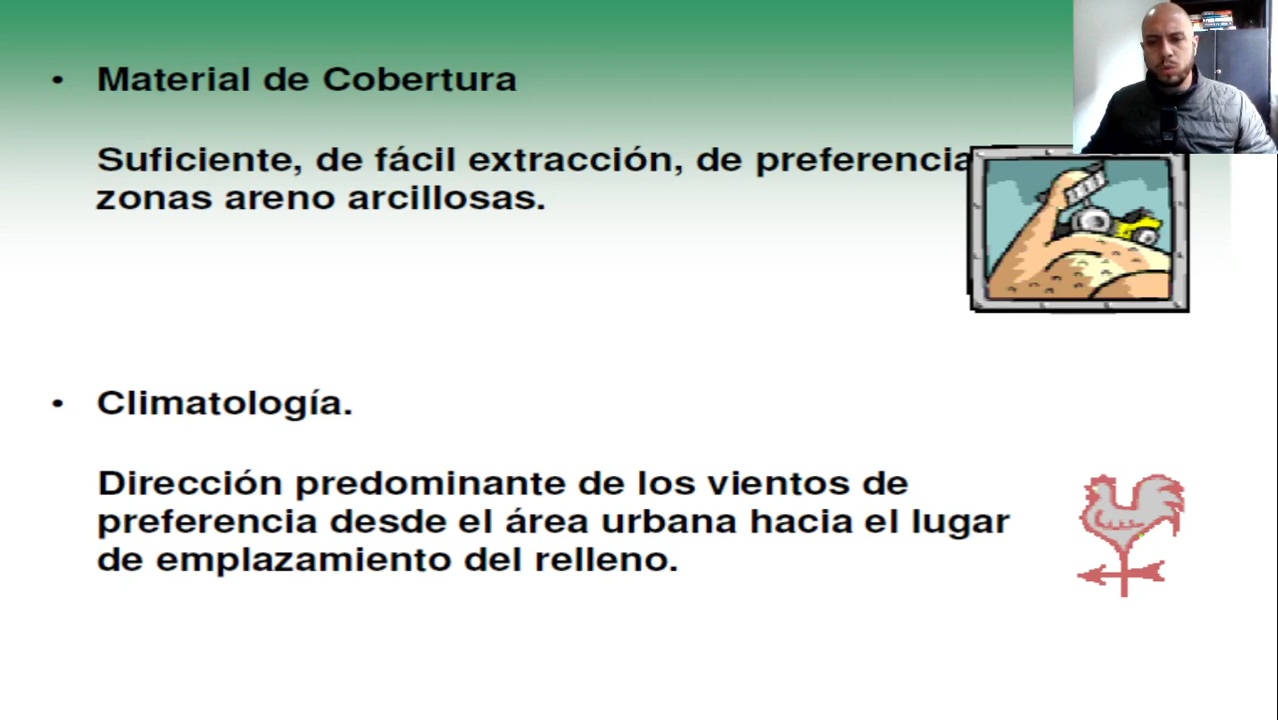 • Material de Cobertura
Suficiente, de fácil extracción, de preferencia
zonas areno arcillosas.
• Climatología.
Dirección predominante de los vientos de
preferencia desde el área urbana hacia el lugar
de emplazamiento del relleno.